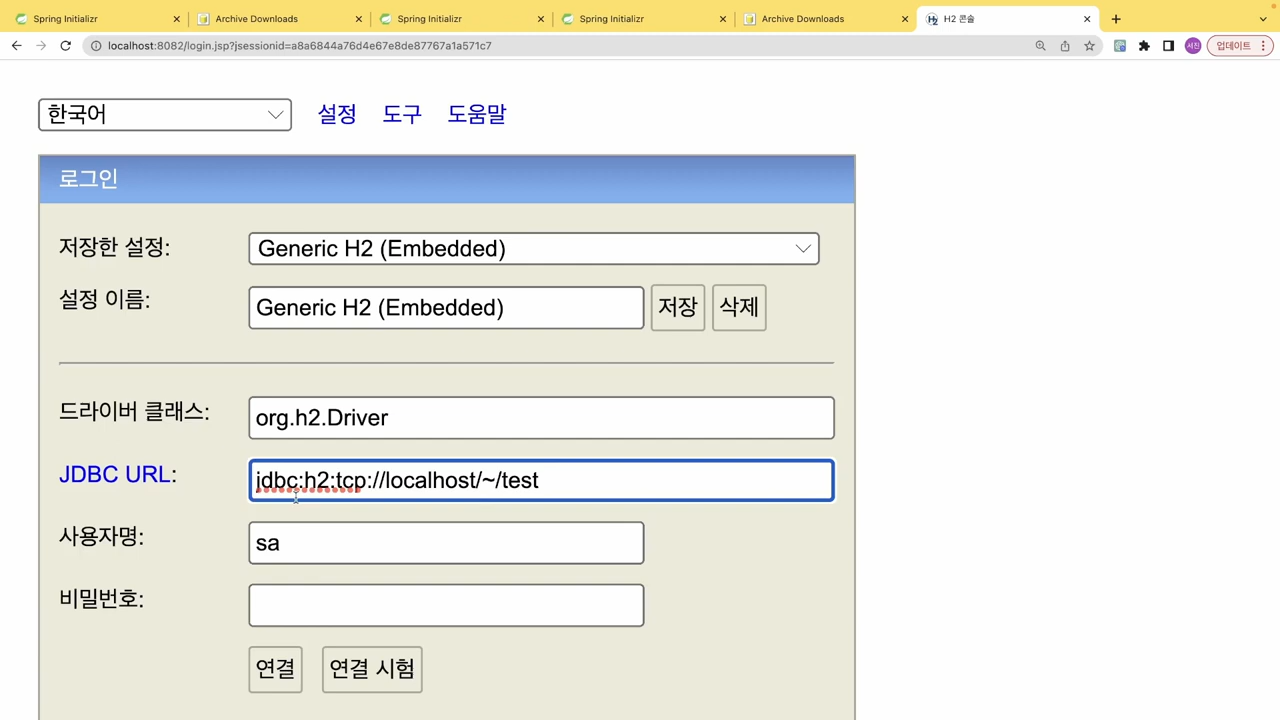 Spring Initializr
Archive Downloads
Spring Initializr
Spring Initializr
Archive Downloads
H2 콘솔
localhost:8082/login.jsp?jsessionid=a8a6844a76d4e67e8de87767a1a571c7
서진
업데이트
한국어
설정 도구 도움말
로그인
저장한 설정: Generic H2 (Embedded)
설정 이름: Generic H2 (Embedded) 저장 삭제
드라이버 클래스: org.h2.Driver
JDBC URL: jdbc:h2:tcp://localhost/~/test
사용자명: sa
비밀번호:
연결 연결 시험